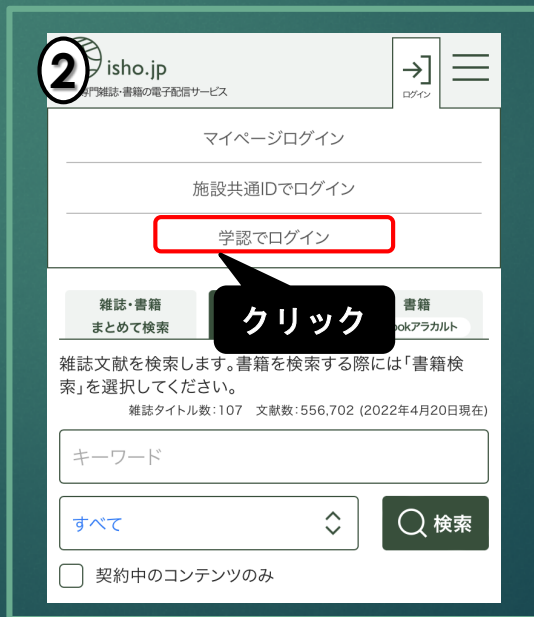 2
isho.jp
専門雑誌・書籍の電子配信サービス
ログイン
マイページログイン
施設共通IDでログイン
学認でログイン
クリック
雑誌・書籍
まとめて検索
書籍
ookアラカルト
雑誌文献を検索します。書籍を検索する際には「書籍検
索」を選択してください。
雑誌タイトル数：107 文献数：556,702 (2022年4月20日現在)
キーワード
すべて
検索
契約中のコンテンツのみ